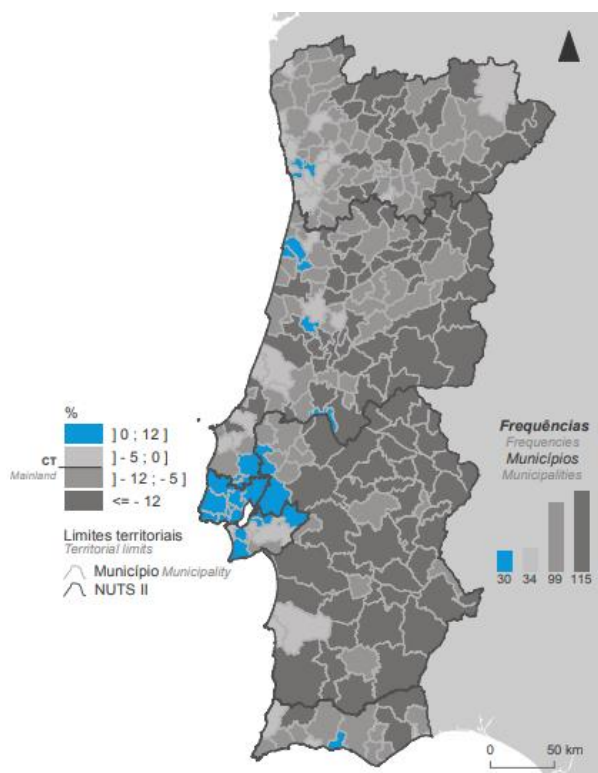 %
] 0 ; 12 ]
] - 5 ; 0 ]
CT
Mainland
] - 12 ; -5 ]
<= - 12
Limites territoriais
Territorial limits
Município Municipality
NUTS II
Frequências
Frequencies
Municípios
Municipalities
30 34 99 115
0 50 km